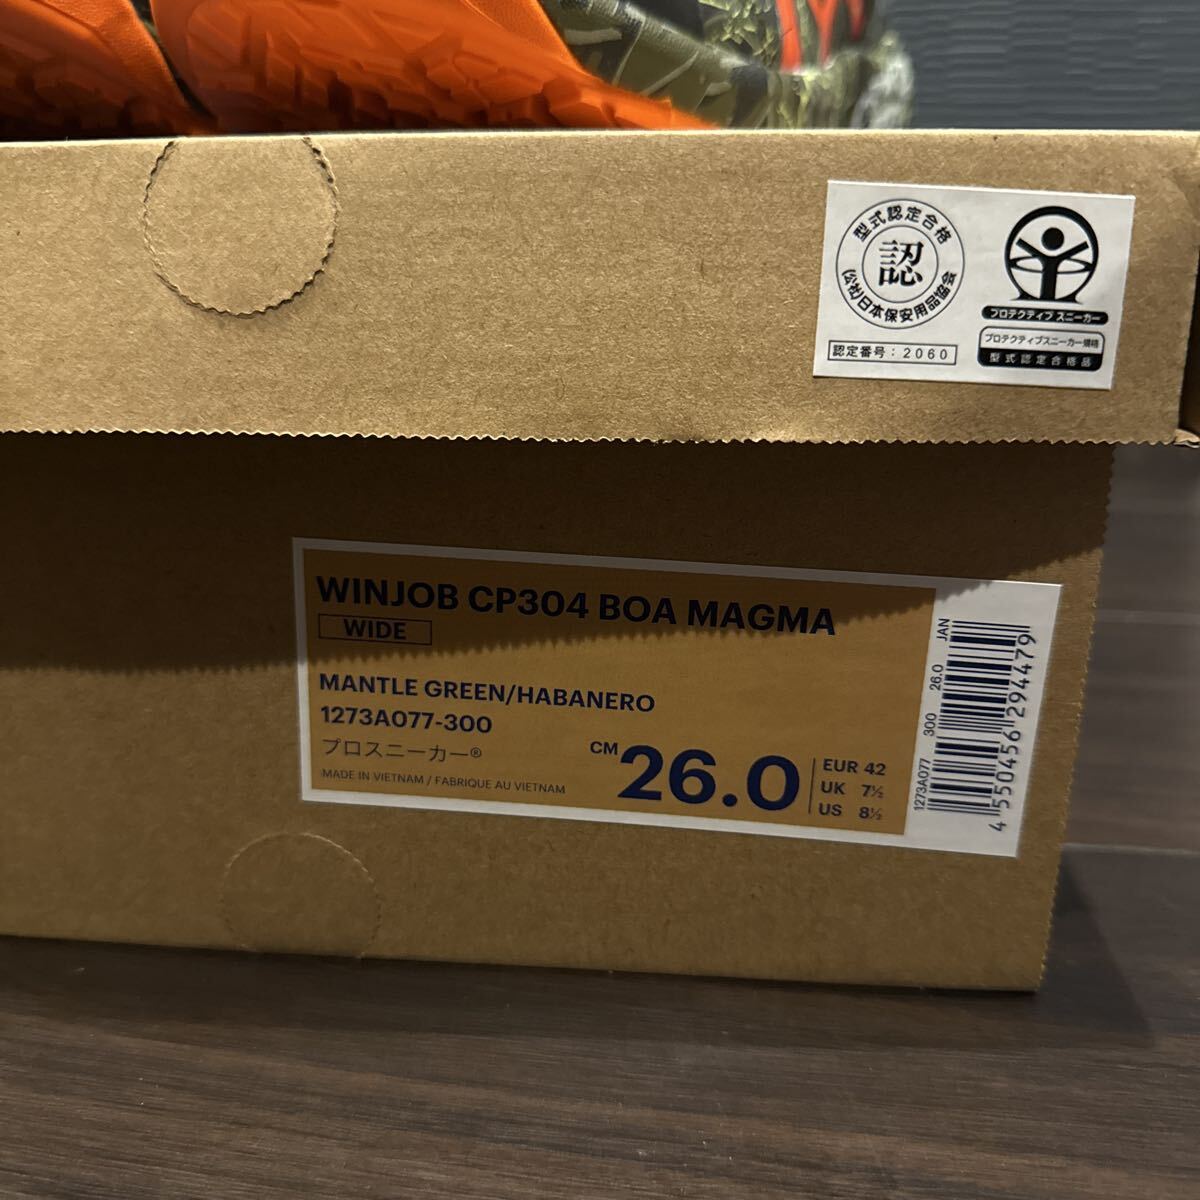 型式認定合格
認
(公社)日本保安用品協会
認定番号：2060
プロテクティブ スニーカー
プロテクティブスニーカー規格
型式認定合格品
WINJOB CP304 BOA MAGMA
WIDE
MANTLE GREEN/HABANERO
1273A077-300
プロスニーカー®
MADE IN VIETNAM / FABRIQUE AU VIETNAM
CM 26.0
EUR 42
UK 7½
US 8½
1273A077 300 26.0 JAN
4 550456 294479